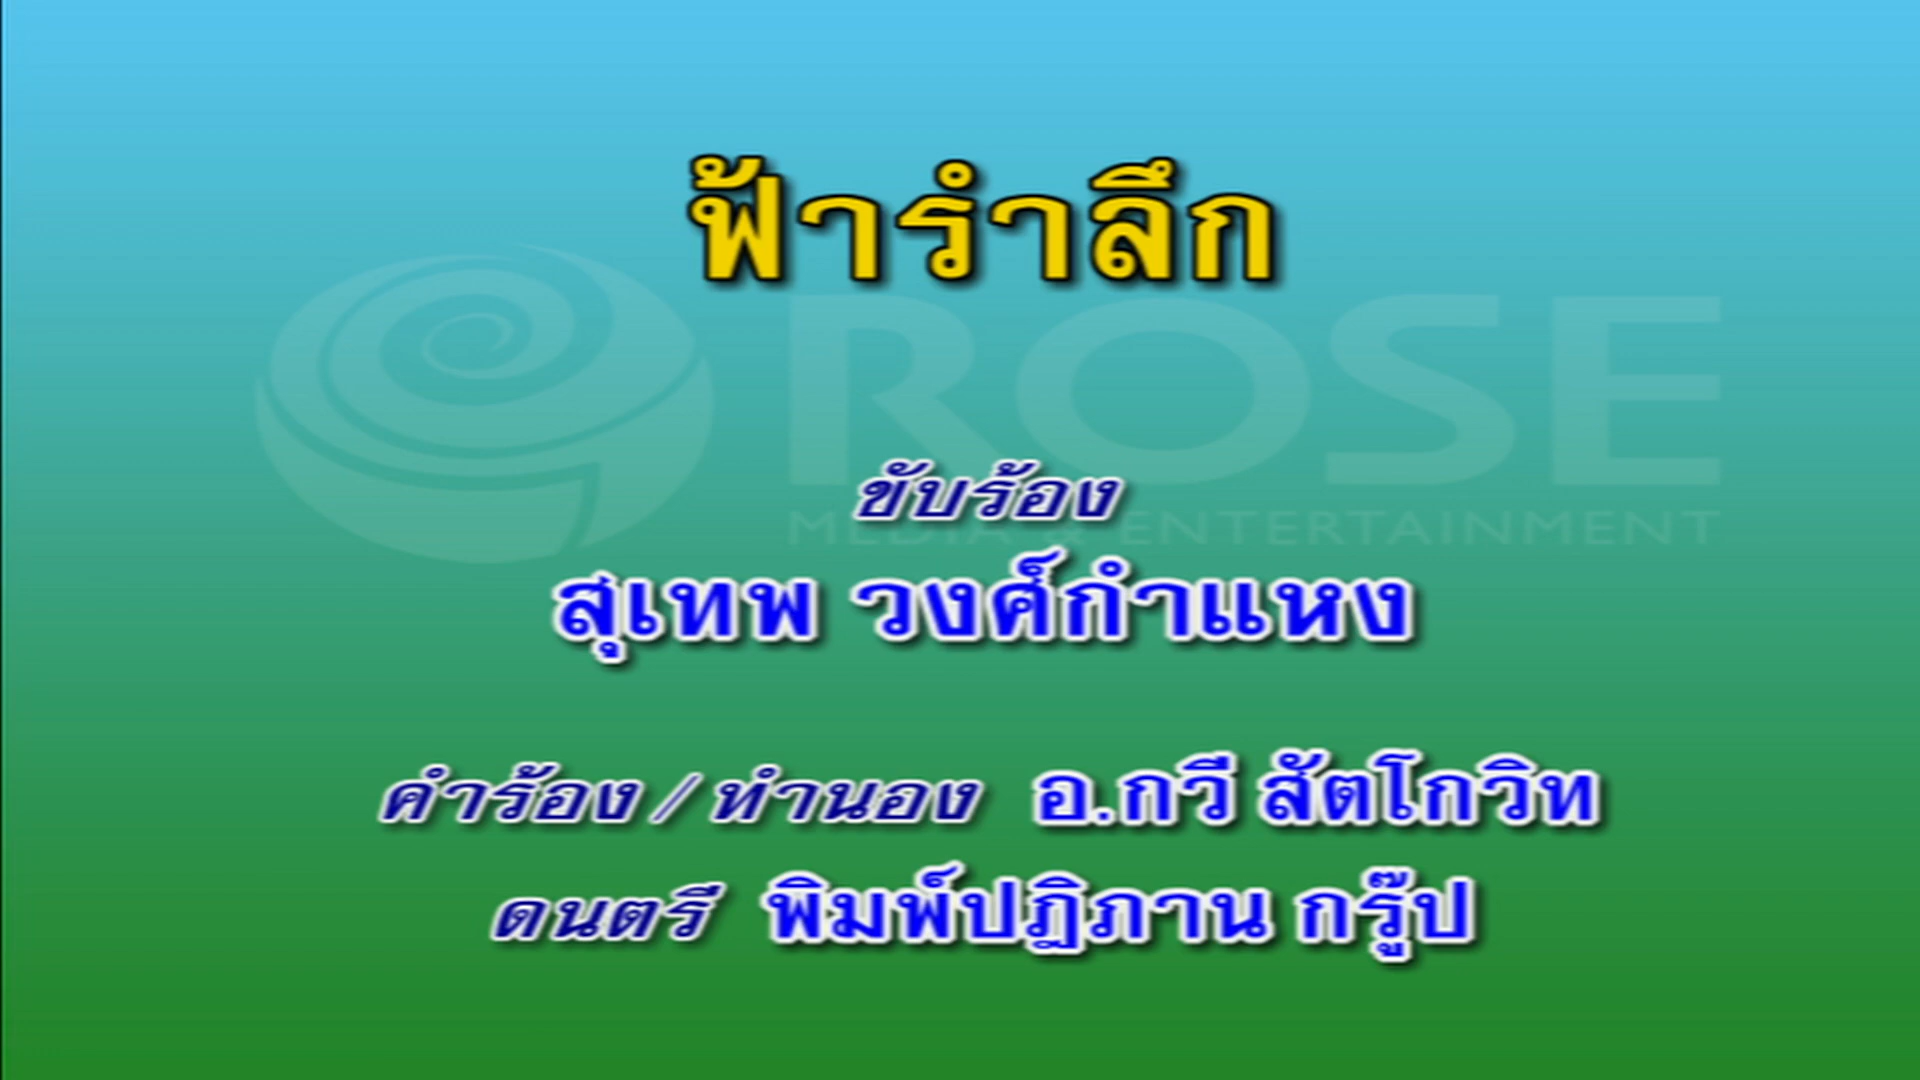 ฟ้ารำลึก
ROSE
MEDIA & ENTERTAINMENT
ขับร้อง
สุเทพ วงศ์กำแหง
คำร้อง / ทำนอง อ.กวี สัตโกวิท
ดนตรี พิมพ์ปฎิภาน กรู๊ป